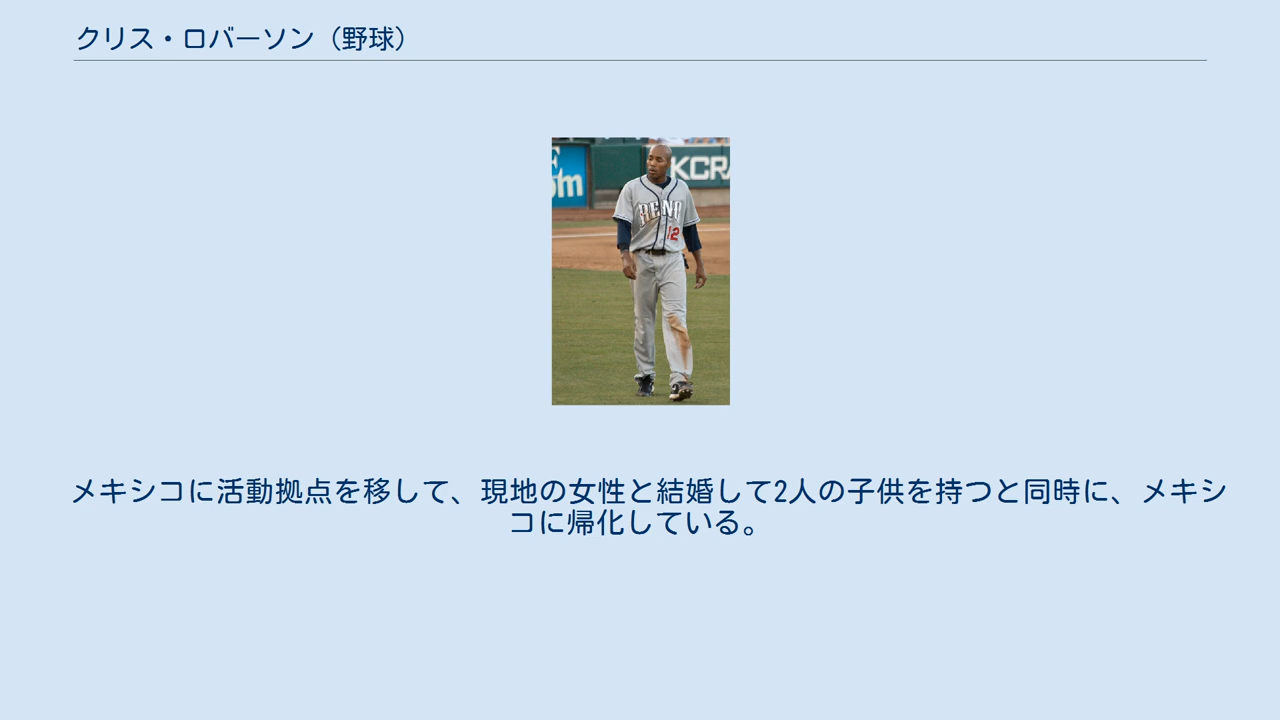 クリス・ロバーソン（野球）
KCRA
RENO
12
メキシコに活動拠点を移して、現地の女性と結婚して2人の子供を持つと同時に、メキシ
コに帰化している。